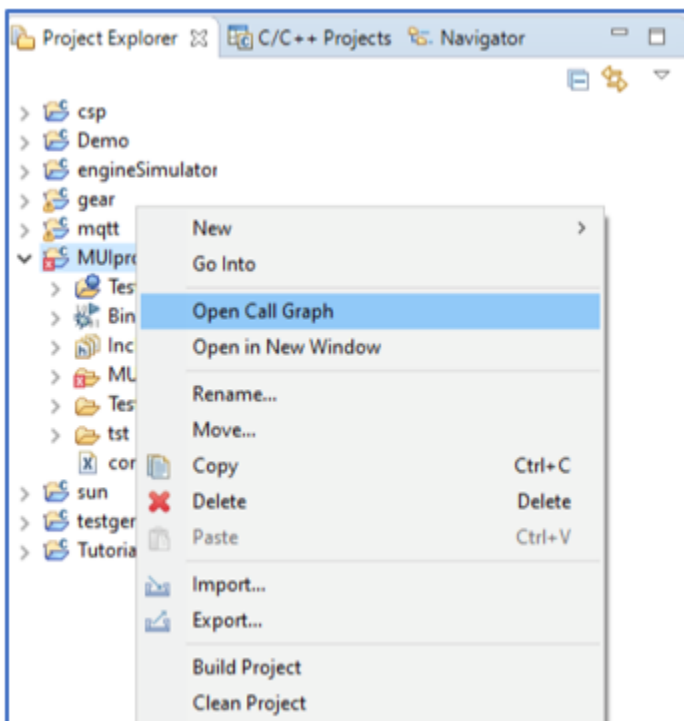 Project Explorer C/C++ Projects Navigator
csp
Demo
engineSimulator
gear
mqtt
MUIpro
Tes
Bin
Inc
MU
Tes
tst
cor
sun
testger
Tutoria
New
Go Into
Open Call Graph
Open in New Window
Rename...
Move...
Copy Ctrl+C
Delete Delete
Paste Ctrl+V
Import...
Export...
Build Project
Clean Project